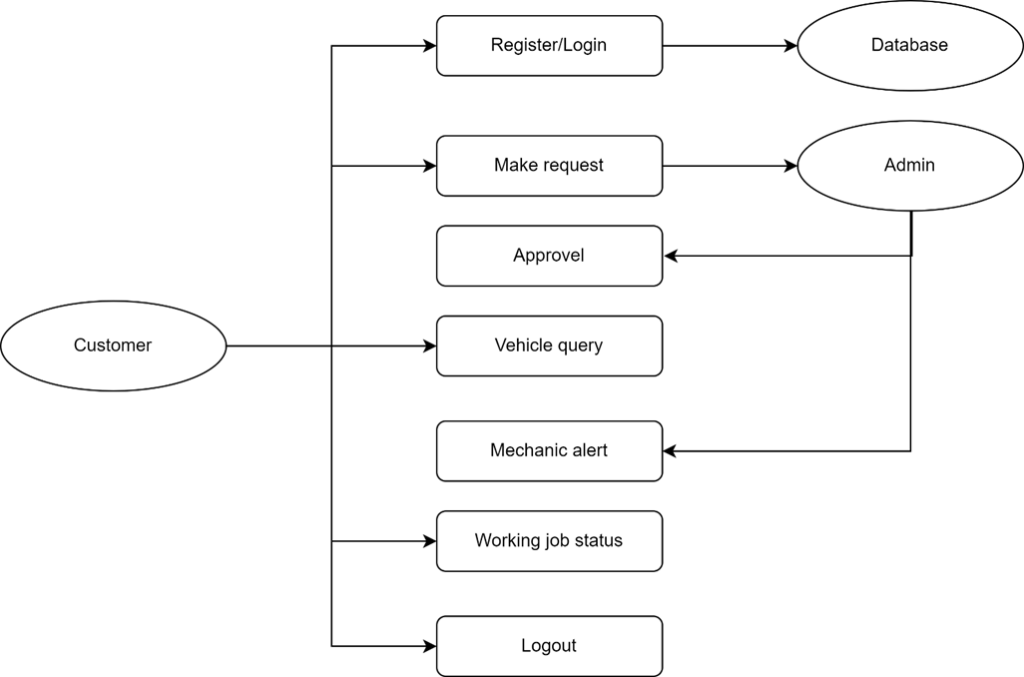 Register/Login
Database
Make request
Admin
Approvel
Customer
Vehicle query
Mechanic alert
Working job status
Logout